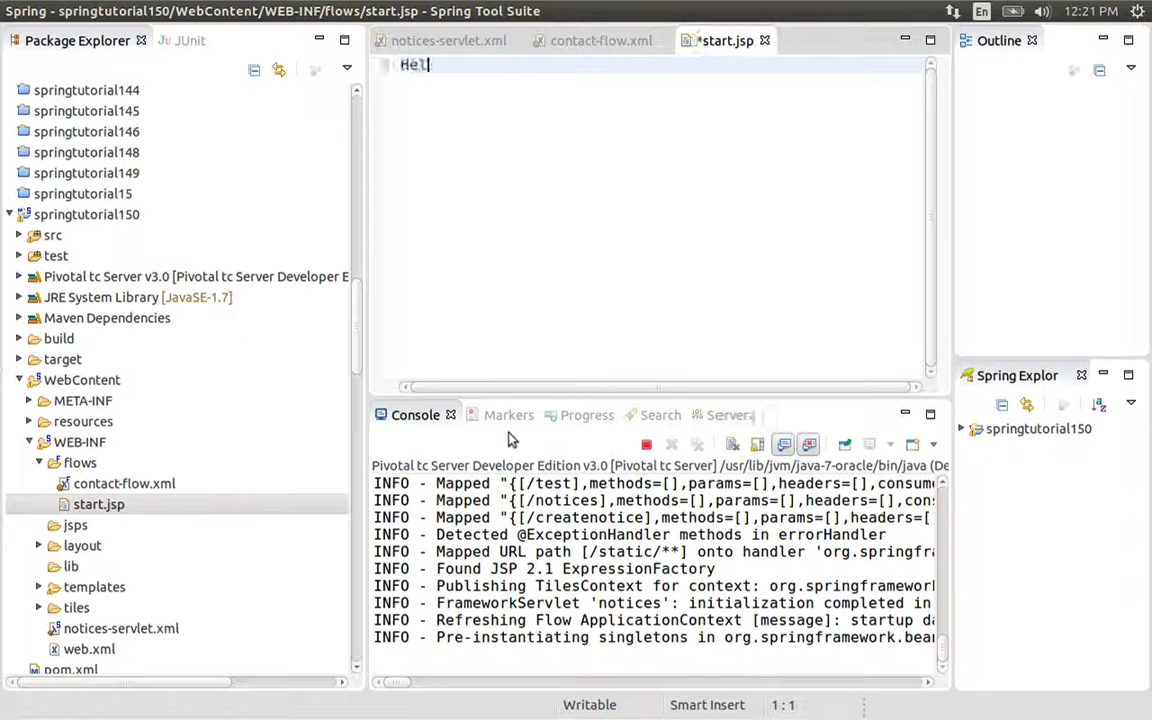 Spring - springtutorial150/WebContent/WEB-INF/flows/start.jsp - Spring Tool Suite
En
12:21 PM
Package Explorer
JUnit
springtutorial144
springtutorial145
springtutorial146
springtutorial148
springtutorial149
springtutorial15
springtutorial150
src
test
Pivotal tc Server v3.0 [Pivotal tc Server Developer E
JRE System Library [JavaSE-1.7]
Maven Dependencies
build
target
WebContent
META-INF
resources
WEB-INF
flows
contact-flow.xml
start.jsp
jsps
layout
lib
templates
tiles
notices-servlet.xml
web.xml
pom.xml
notices-servlet.xml
contact-flow.xml
*start.jsp
Hel
Console
Markers
Progress
Search
Servers
Pivotal tc Server Developer Edition v3.0 [Pivotal tc Server] /usr/lib/jvm/java-7-oracle/bin/java (De
INFO - Mapped "{[/test],methods=[],params=[],headers=[],consum
INFO - Mapped "{[/notices],methods=[],params=[],headers=[],con
INFO - Mapped "{[/createnotice],methods=[],params=[],headers=[
INFO - Detected @ExceptionHandler methods in errorHandler
INFO - Mapped URL path [/static/**] onto handler 'org.springfra
INFO - Found JSP 2.1 ExpressionFactory
INFO - Publishing TilesContext for context: org.springframework
INFO - FrameworkServlet 'notices': initialization completed in
INFO - Refreshing Flow ApplicationContext [message]: startup da
INFO - Pre-instantiating singletons in org.springframework.bean
Outline
Spring Explor
springtutorial150
Writable
Smart Insert
1 : 1